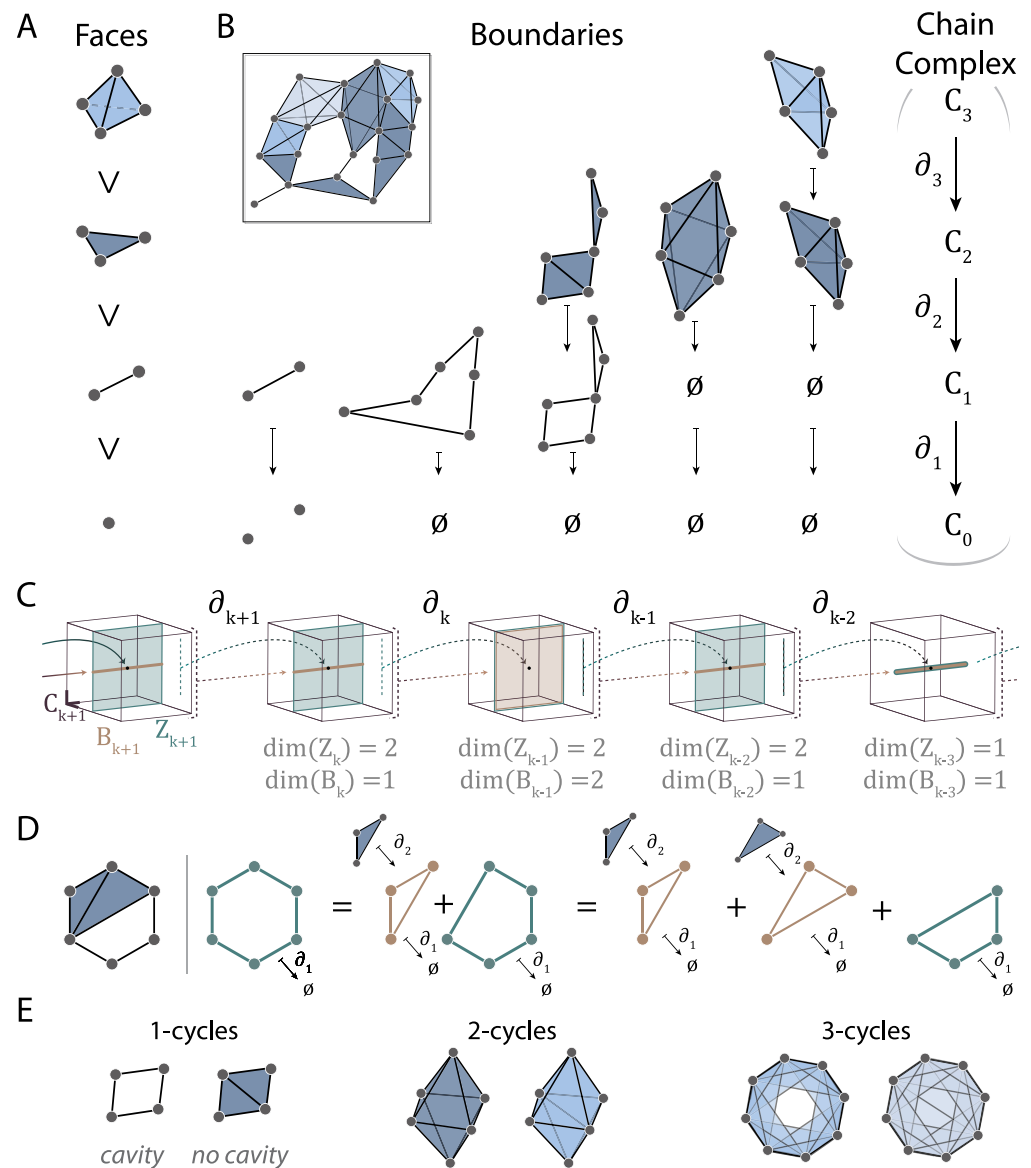 A
Faces
B
Boundaries
Chain
Complex
C₃
∂₃
C₂
∂₂
∅ ∅ C₁
∂₁
∅ ∅ ∅ ∅ C₀
V
V
V
C
∂k+1 ∂k ∂k-1 ∂k-2
Ck+1
Bk+1 Zk+1
dim(Zk) = 2 dim(Zk-1) = 2 dim(Zk-2) = 2 dim(Zk-3) = 1
dim(Bk) = 1 dim(Bk-1) = 2 dim(Bk-2) = 1 dim(Bk-3) = 1
D
∂₂ ∂₂ ∂₂
= + = + +
∂₁ ∂₁ ∂₁ ∂₁ ∂₁ ∂₁
∅ ∅ ∅ ∅ ∅ ∅
E
1-cycles 2-cycles 3-cycles
cavity no cavity